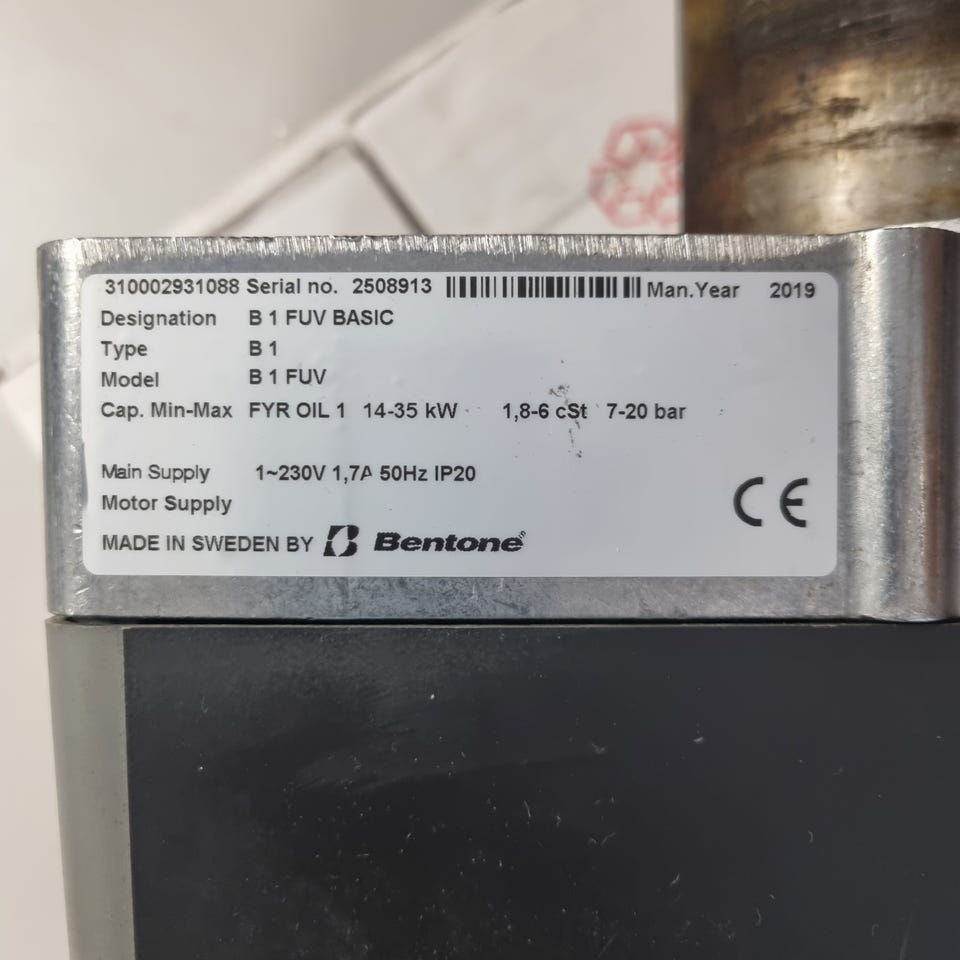 310002931088 Serial no. 2508913 Man.Year 2019
Designation B 1 FUV BASIC
Type B 1
Model B 1 FUV
Cap. Min-Max FYR OIL 1 14-35 kW 1,8-6 cSt 7-20 bar
Main Supply 1~230V 1,7A 50Hz IP20
Motor Supply
CE
MADE IN SWEDEN BY Bentone